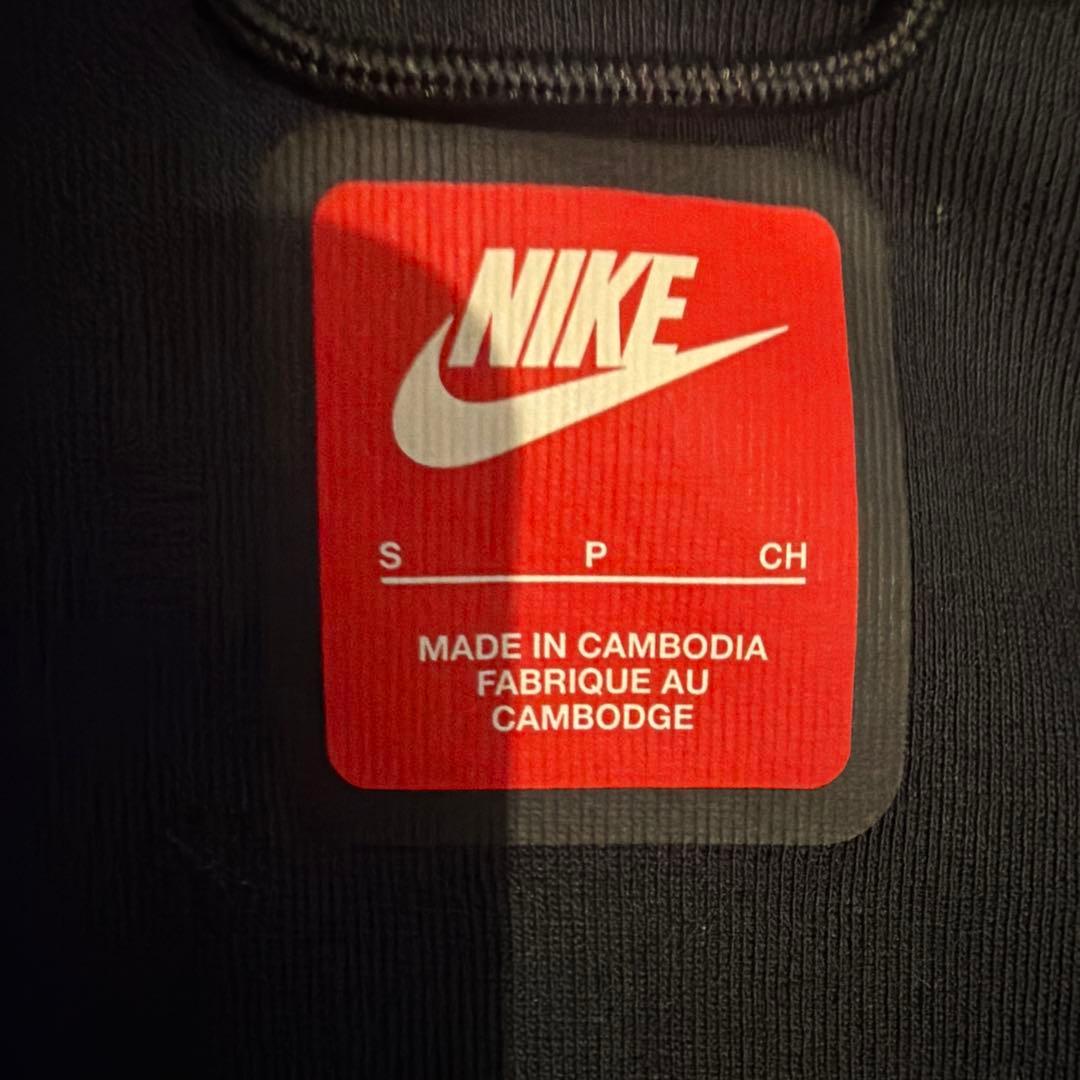 NIKE
S P CH
MADE IN CAMBODIA
FABRIQUE AU
CAMBODGE